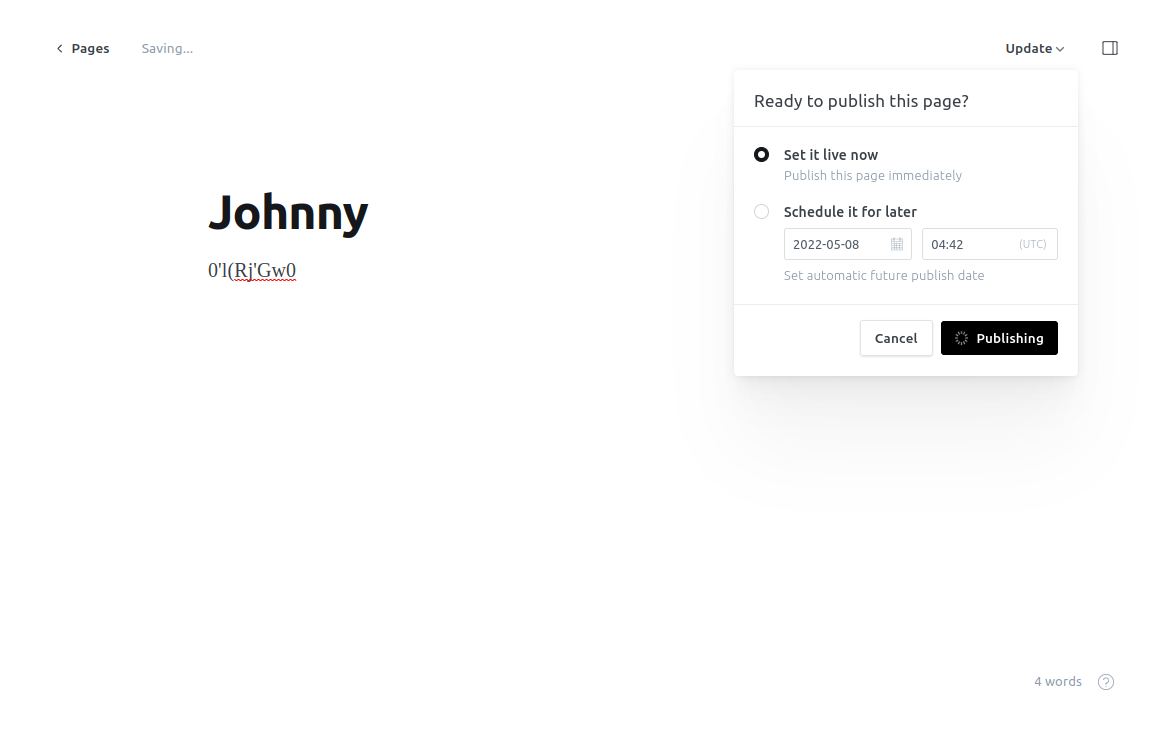 Pages Saving... Update
Ready to publish this page?
Set it live now
Publish this page immediately
Schedule it for later
2022-05-08 04:42 (UTC)
Set automatic future publish date
Cancel Publishing
Johnny
0'l(Rj'Gw0
4 words ?